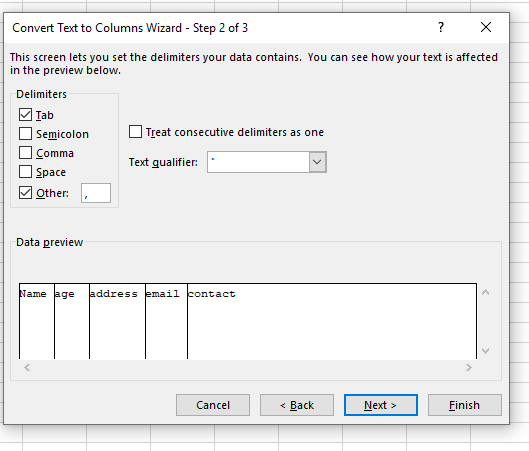 Convert Text to Columns Wizard - Step 2 of 3
This screen lets you set the delimiters your data contains. You can see how your text is affected
in the preview below.
Delimiters
Tab
Semicolon
Comma
Space
Other: ,
Treat consecutive delimiters as one
Text qualifier: "
Data preview
Name age address email contact
Cancel < Back Next > Finish